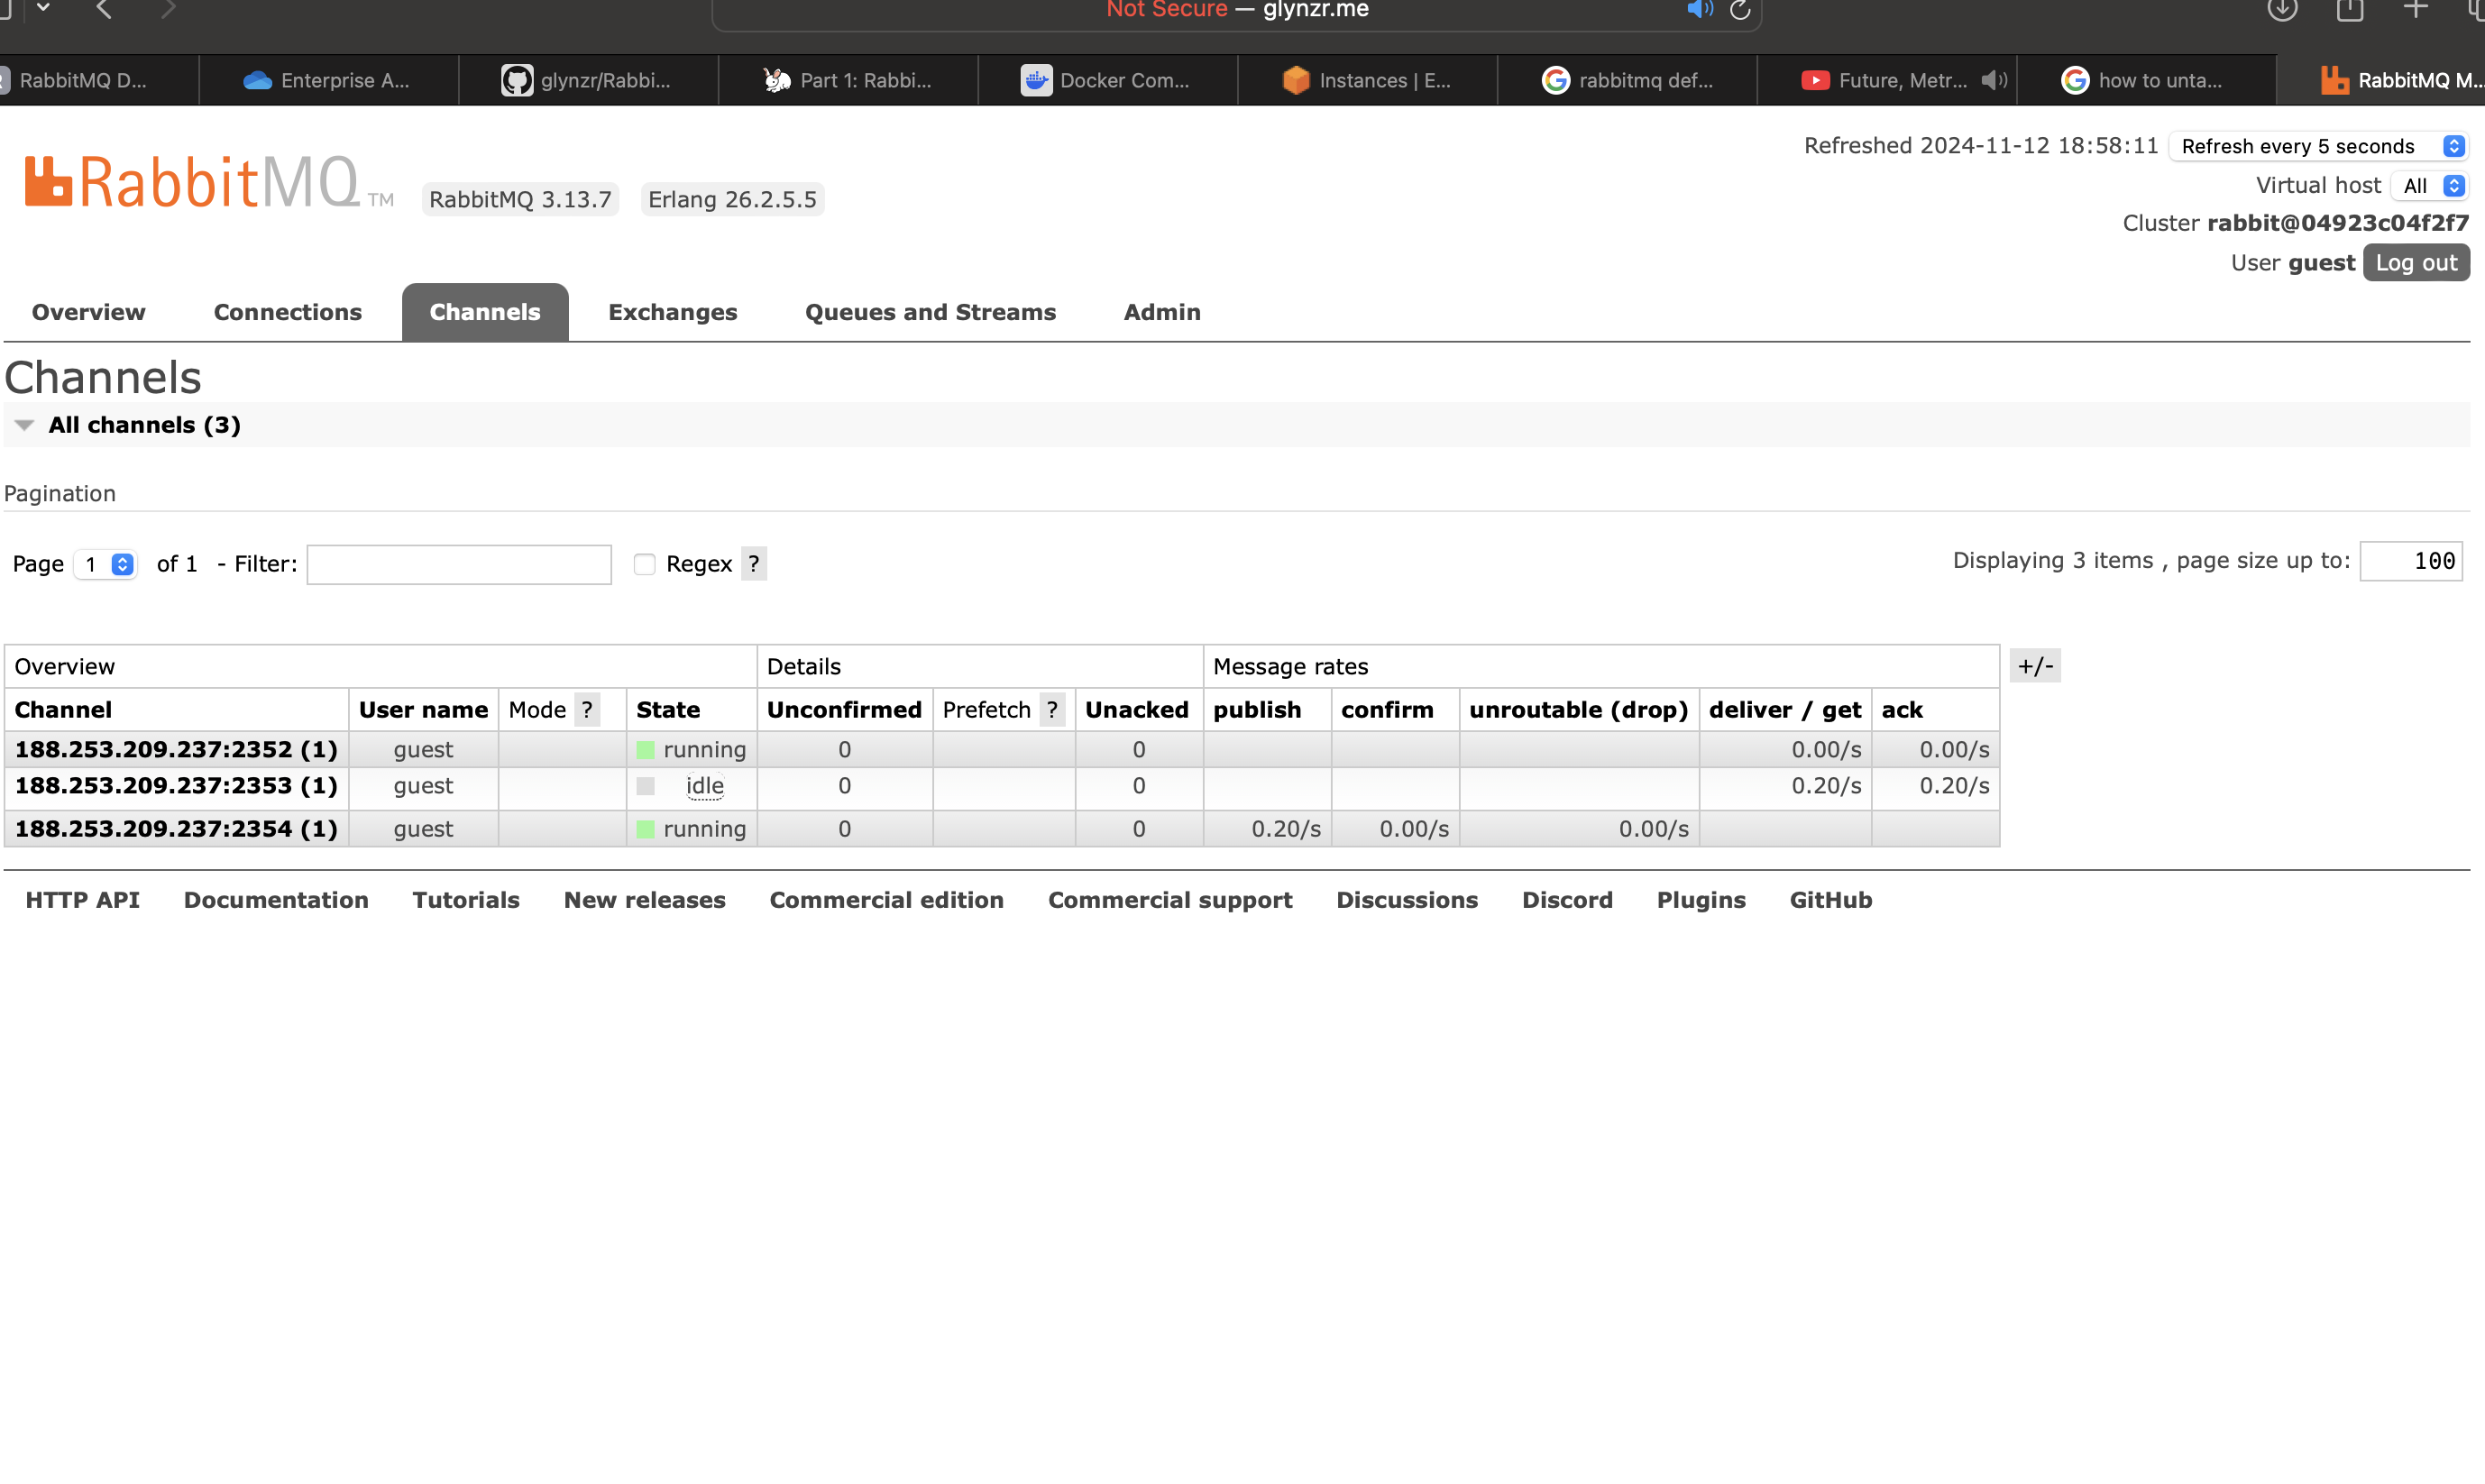 Not Secure — glynzr.me
RabbitMQ D... Enterprise A... glynzr/Rabbi... Part 1: Rabbi... Docker Com... Instances | E... rabbitmq def... Future, Metr... how to unta... RabbitMQ M...
Refreshed 2024-11-12 18:58:11 Refresh every 5 seconds
RabbitMQ TM RabbitMQ 3.13.7 Erlang 26.2.5.5
Virtual host All
Cluster rabbit@04923c04f2f7
User guest Log out
Overview Connections Channels Exchanges Queues and Streams Admin
Channels
All channels (3)
Pagination
Page 1 of 1 - Filter: Regex ? Displaying 3 items , page size up to: 100
Overview Details Message rates +/-
Channel User name Mode ? State Unconfirmed Prefetch ? Unacked publish confirm unroutable (drop) deliver / get ack
188.253.209.237:2352 (1) guest running 0 0 0.00/s 0.00/s
188.253.209.237:2353 (1) guest idle 0 0 0.20/s 0.20/s
188.253.209.237:2354 (1) guest running 0 0 0.20/s 0.00/s 0.00/s
HTTP API Documentation Tutorials New releases Commercial edition Commercial support Discussions Discord Plugins GitHub